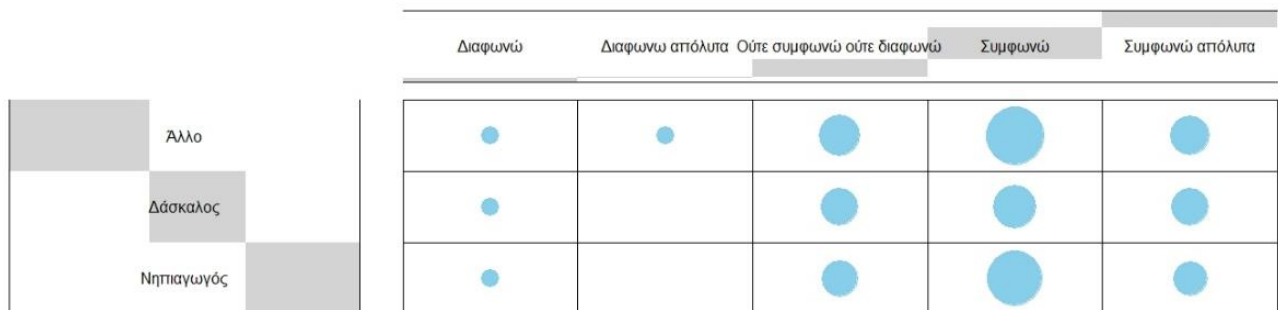 Διαφωνώ Διαφωνω απόλυτα Ούτε συμφωνώ ούτε διαφωνώ Συμφωνώ Συμφωνώ απόλυτα
Άλλο
Δάσκαλος
Νηπιαγωγός